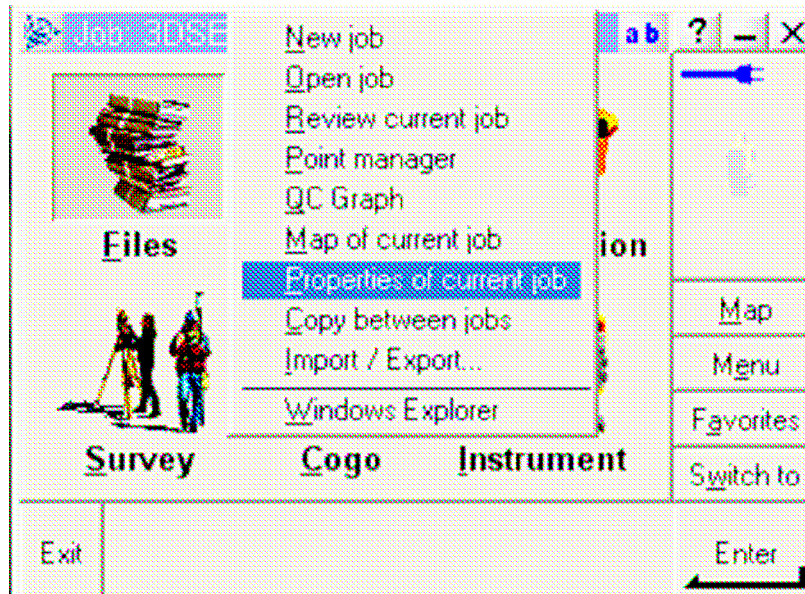 Job: 3DSE
ab ?
New job
Open job
Review current job
Point manager
QC Graph
Map of current job
Properties of current job
Copy between jobs
Import / Export...
Windows Explorer
Files
ion
Survey
Cogo
Instrument
Map
Menu
Favorites
Switch to
Exit
Enter